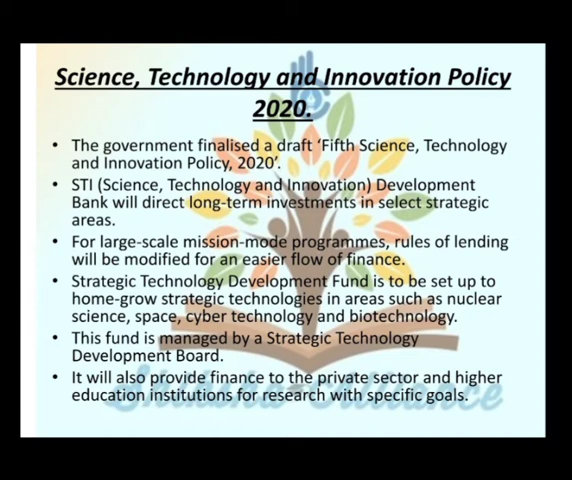 Science, Technology and Innovation Policy
2020.
• The government finalised a draft ‘Fifth Science, Technology
and Innovation Policy, 2020’.
• STI (Science, Technology and Innovation) Development
Bank will direct long-term investments in select strategic
areas.
• For large-scale mission-mode programmes, rules of lending
will be modified for an easier flow of finance.
• Strategic Technology Development Fund is to be set up to
home-grow strategic technologies in areas such as nuclear
science, space, cyber technology and biotechnology.
• This fund is managed by a Strategic Technology
Development Board.
• It will also provide finance to the private sector and higher
education institutions for research with specific goals.